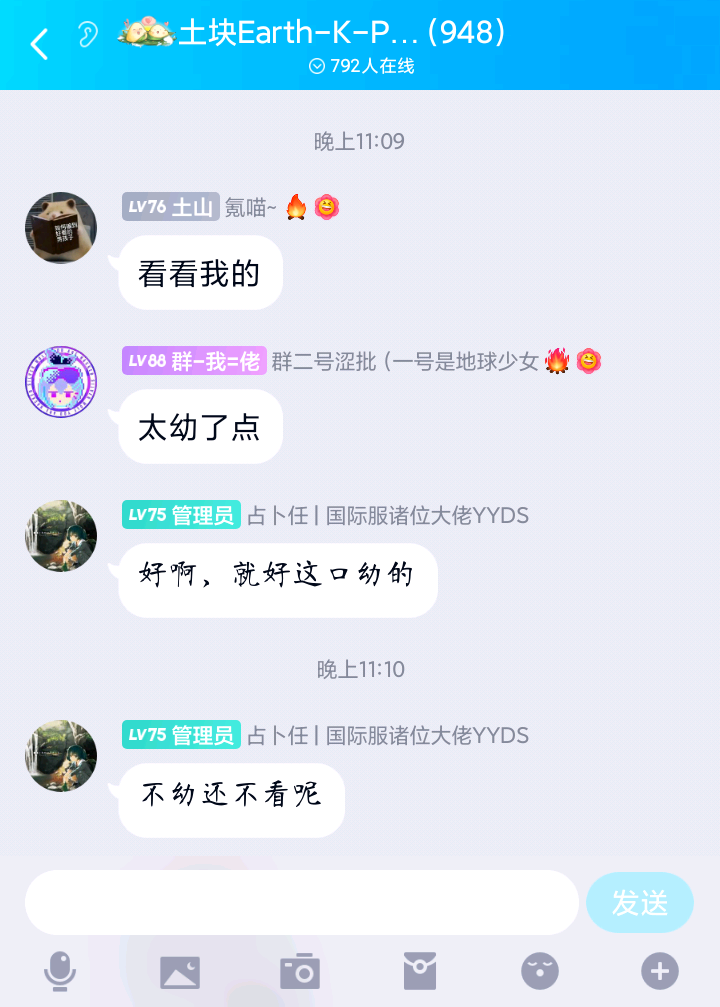 土块Earth-K-P... (948)
792人在线
晚上11:09
LV76 土山 氪喵~
看看我的
LV88 群-我=佬 群二号涩批 (一号是地球少女
太幼了点
LV75 管理员 占卜任 | 国际服诸位大佬YYDS
好啊，就好这口幼的
晚上11:10
LV75 管理员 占卜任 | 国际服诸位大佬YYDS
不幼还不看呢
发送